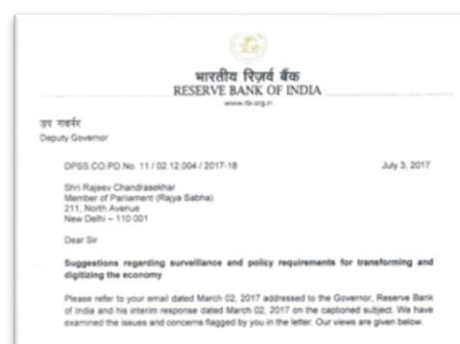 भारतीय रिज़र्व बैंक
RESERVE BANK OF INDIA
www.rbi.org.in
उप गवर्नर
Deputy Governor
DPSS.CO.PD.No. 11 / 02.12.004 / 2017-18 July 3, 2017
Shri Rajeev Chandrasekhar
Member of Parliament (Rajya Sabha)
211, North Avenue
New Delhi – 110 001
Dear Sir
Suggestions regarding surveillance and policy requirements for transforming and
digitizing the economy
Please refer to your email dated March 02, 2017 addressed to the Governor, Reserve Bank
of India and his interim response dated March 02, 2017 on the captioned subject. We have
examined the issues and concerns flagged by you in the letter. Our views are given below.